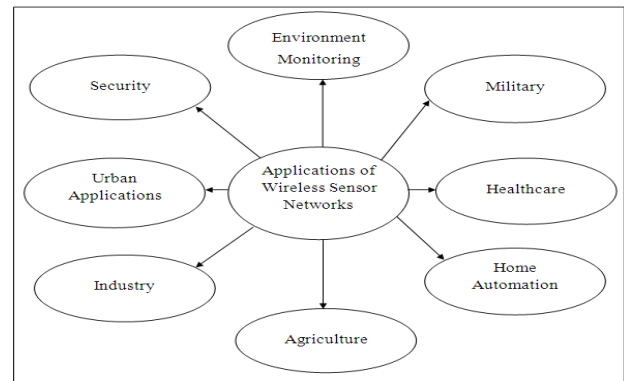 Environment
Monitoring
Security
Military
Applications of
Wireless Sensor
Networks
Urban
Applications
Healthcare
Industry
Home
Automation
Agriculture